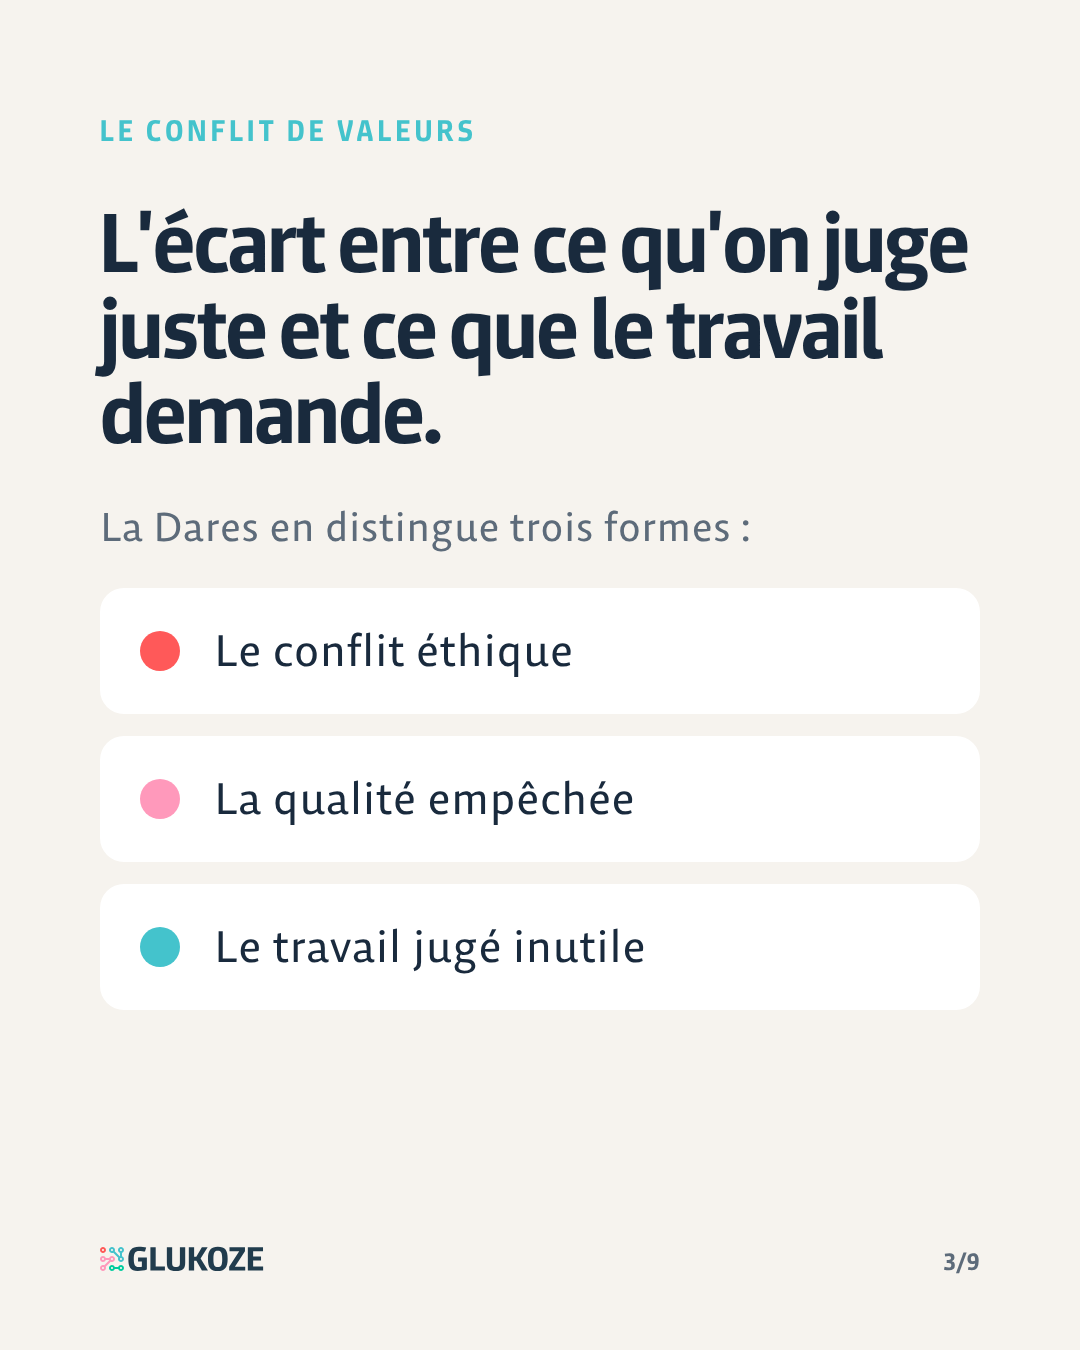 LE CONFLIT DE VALEURS
L'écart entre ce qu'on juge
juste et ce que le travail
demande.
La Dares en distingue trois formes :
Le conflit éthique
La qualité empêchée
Le travail jugé inutile
GLUKOZE
3/9